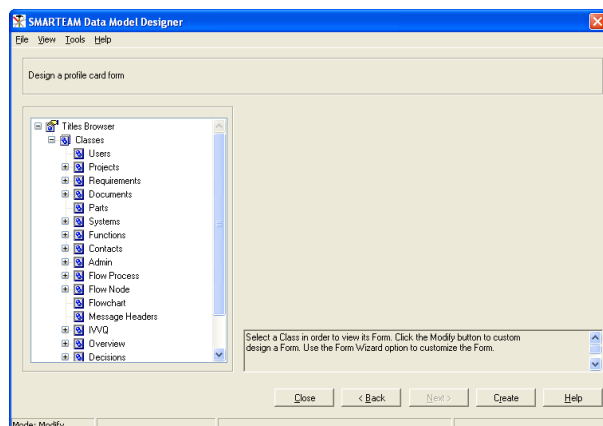 SMARTEAM Data Model Designer
File View Tools Help
Design a profile card form
Titles Browser
Classes
Users
Projects
Requirements
Documents
Parts
Systems
Functions
Contacts
Admin
Flow Process
Flow Node
Flowchart
Message Headers
IVVQ
Overview
Decisions
Select a Class in order to view its Form. Click the Modify button to custom
design a Form. Use the Form Wizard option to customize the Form.
Close < Back Next > Create Help
Mode: Modify